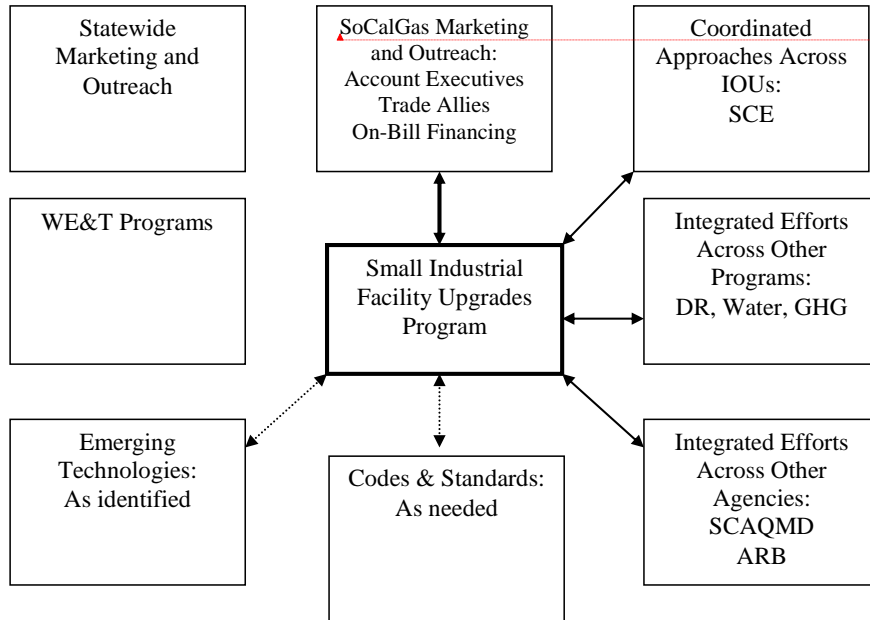 Statewide
Marketing and
Outreach
SoCalGas Marketing
and Outreach:
Account Executives
Trade Allies
On-Bill Financing
Coordinated
Approaches Across
IOUs:
SCE
WE&T Programs
Small Industrial
Facility Upgrades
Program
Integrated Efforts
Across Other
Programs:
DR, Water, GHG
Emerging
Technologies:
As identified
Codes & Standards:
As needed
Integrated Efforts
Across Other
Agencies:
SCAQMD
ARB